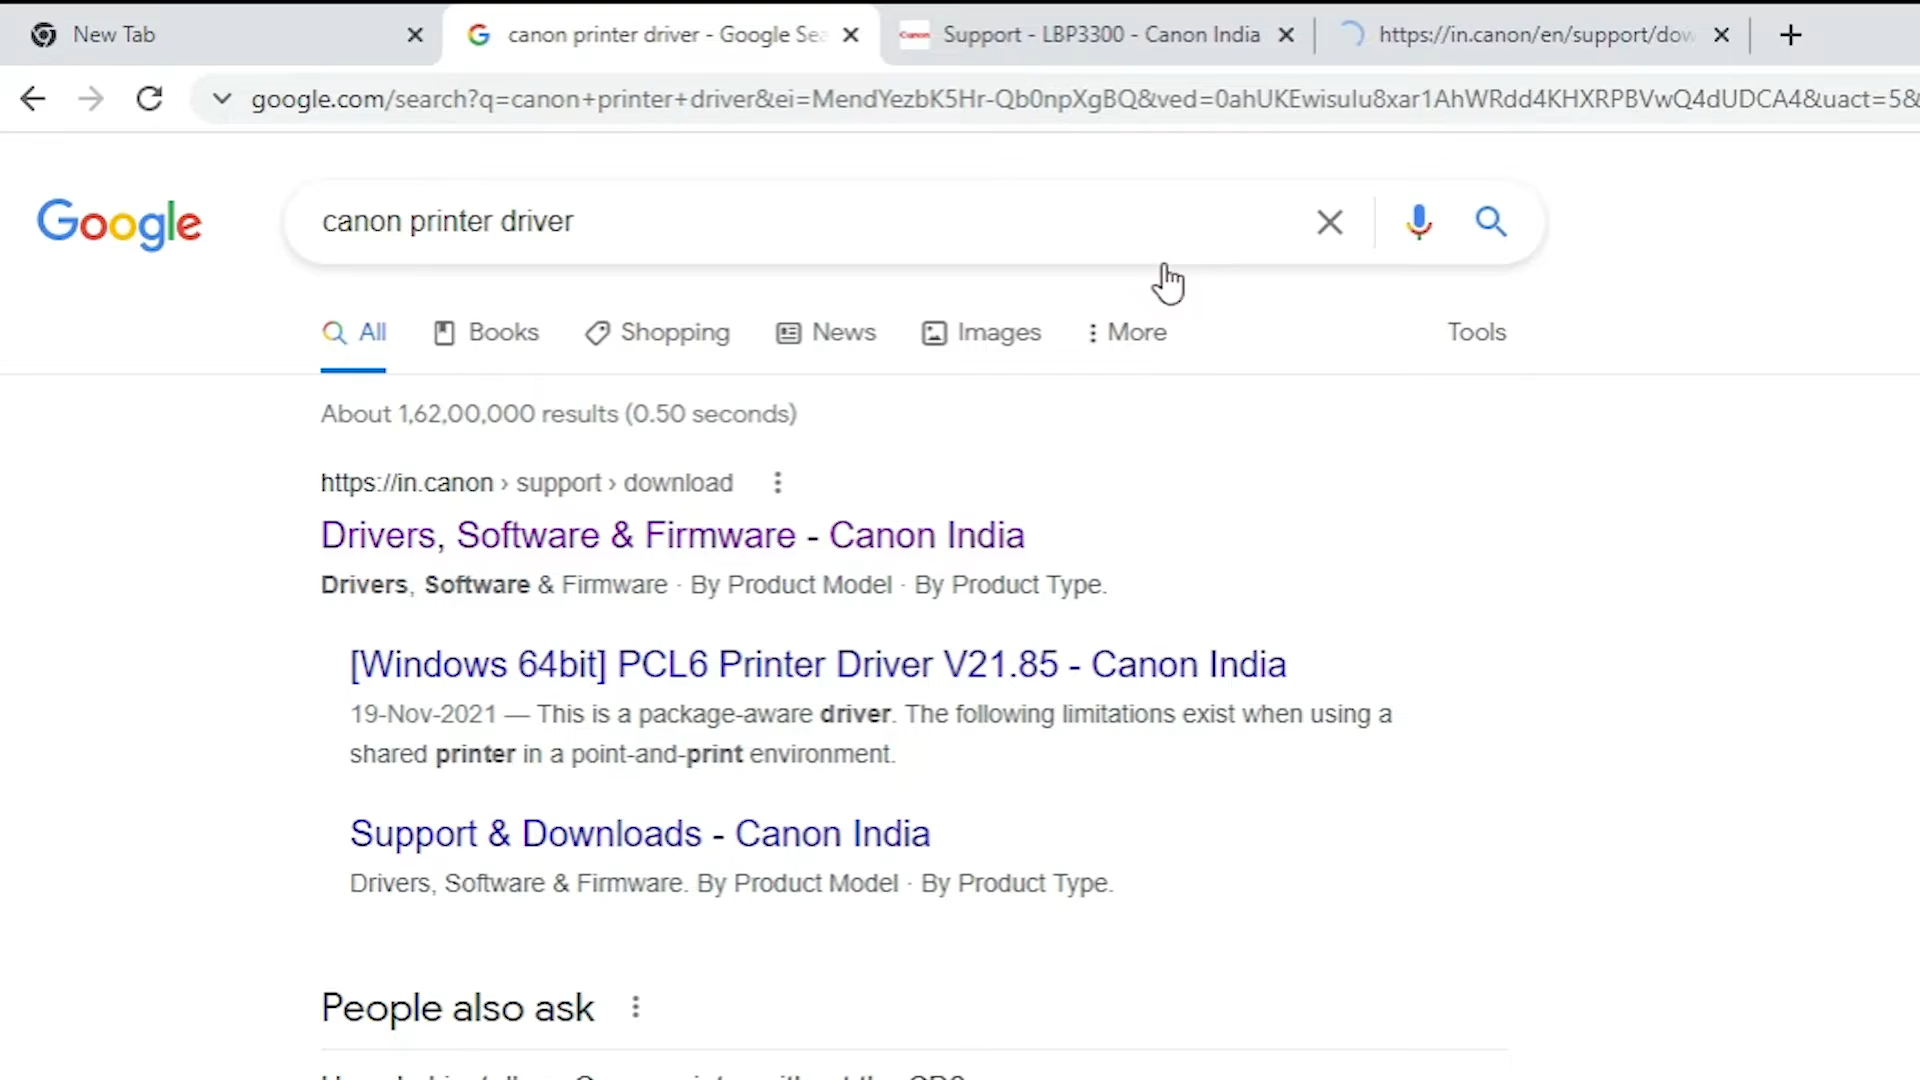 New Tab
canon printer driver - Google Sea
Canon
Support - LBP3300 - Canon India
https://in.canon/en/support/dow
google.com/search?q=canon+printer+driver&ei=MendYezbK5Hr-Qb0npXgBQ&ved=0ahUKEwisuIu8xar1AhWRdd4KHXRPBVwQ4dUDCA4&uact=5&
Google
canon printer driver
All
Books
Shopping
News
Images
More
Tools
About 1,62,00,000 results (0.50 seconds)
https://in.canon › support › download
Drivers, Software & Firmware - Canon India
Drivers, Software & Firmware · By Product Model · By Product Type.
[Windows 64bit] PCL6 Printer Driver V21.85 - Canon India
19-Nov-2021 — This is a package-aware driver. The following limitations exist when using a
shared printer in a point-and-print environment.
Support & Downloads - Canon India
Drivers, Software & Firmware. By Product Model · By Product Type.
People also ask